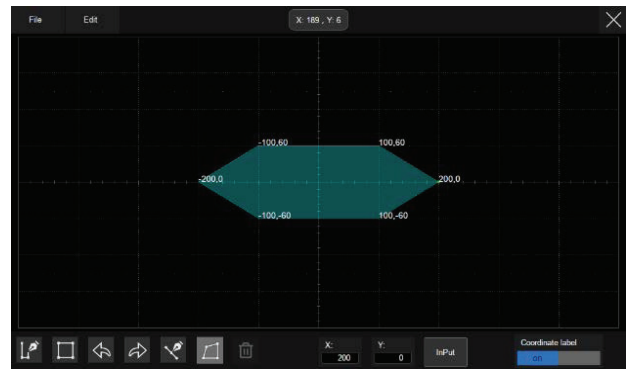 File Edit X: 189 , Y: 6
-100,60 100,60
-200,0 200,0
-100,-60 100,-60
X: Y: Coordinate label
200 0 InPut on